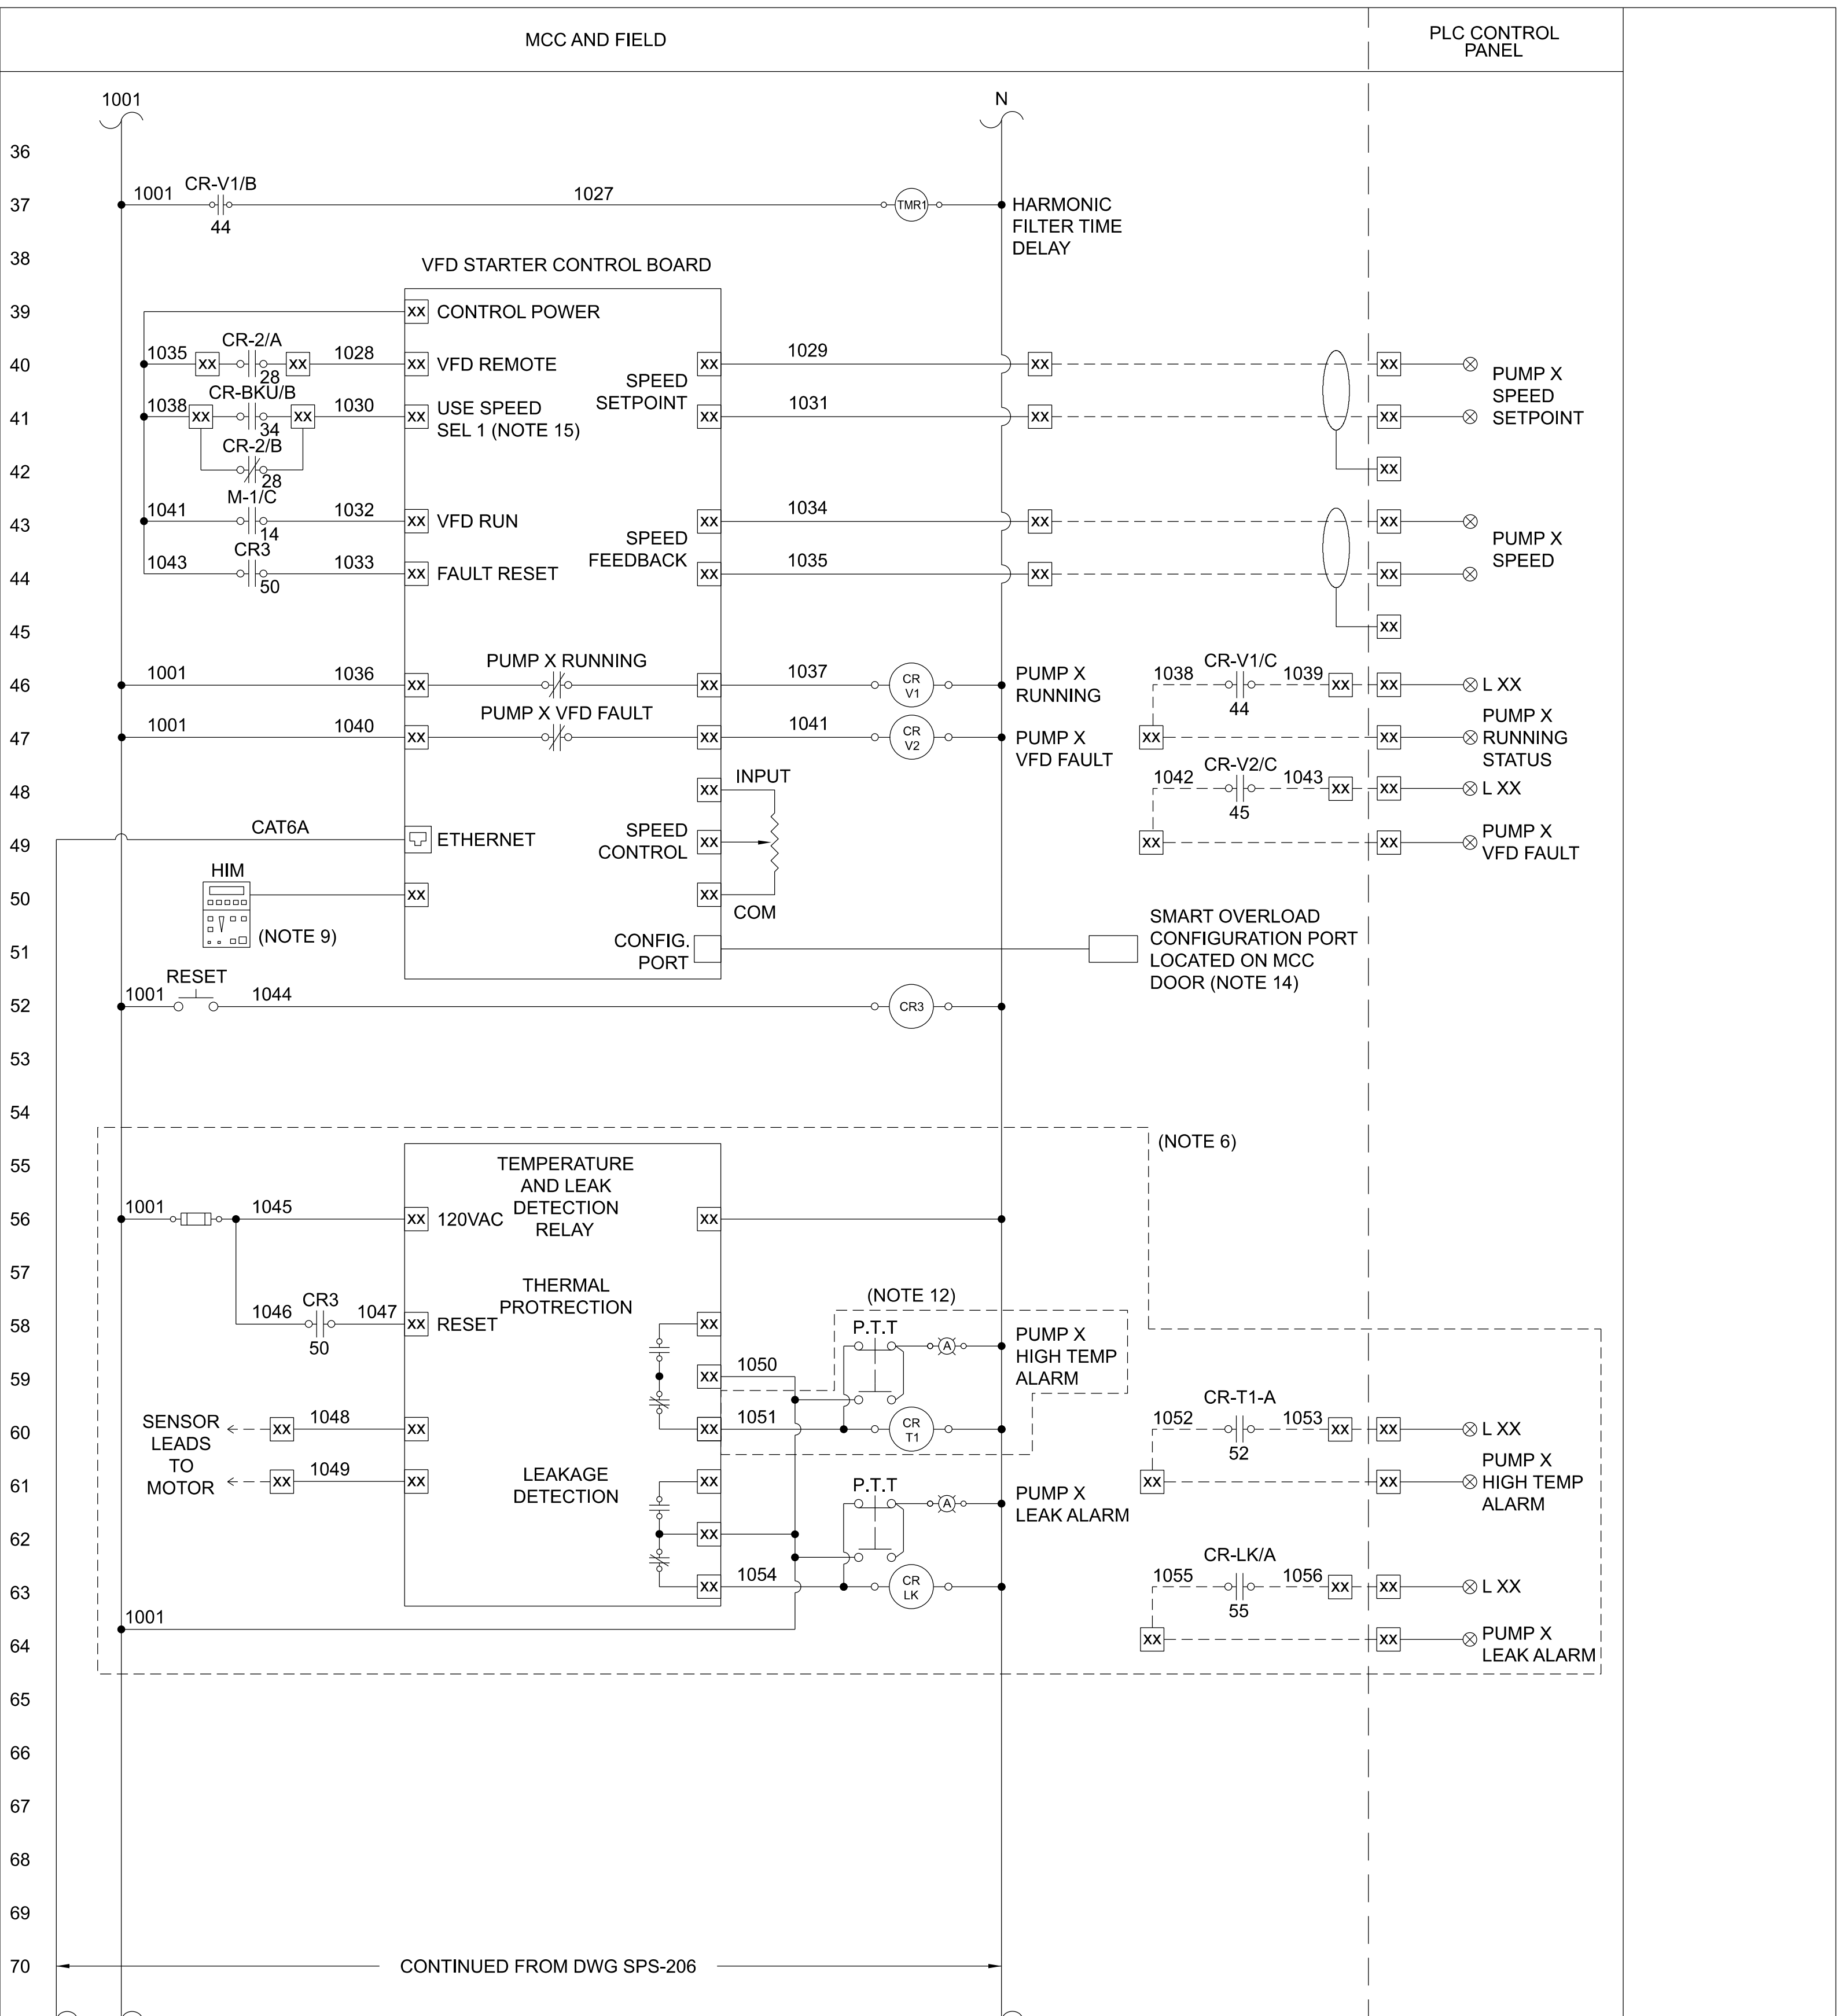 MCC AND FIELD
PLC CONTROL
PANEL
1001
N
36
37
1001
CR-V1/B
44
1027
TMR1
HARMONIC
FILTER TIME
DELAY
38
VFD STARTER CONTROL BOARD
39
XX CONTROL POWER
40
1035
XX
CR-2/A
28
XX
1028
XX VFD REMOTE
SPEED
SETPOINT
XX
1029
XX
XX
PUMP X
SPEED
SETPOINT
41
1038
XX
CR-BKU/B
34
XX
1030
XX USE SPEED
SEL 1 (NOTE 15)
XX
1031
XX
XX
42
CR-2/B
28
XX
43
1041
M-1/C
14
1032
XX VFD RUN
SPEED
FEEDBACK
XX
1034
XX
XX
PUMP X
SPEED
44
1043
CR3
50
1033
XX FAULT RESET
XX
1035
XX
XX
45
XX
46
1001
1036
XX
PUMP X RUNNING
XX
1037
CR
V1
PUMP X
RUNNING
1038
CR-V1/C
44
1039
XX
XX
L XX
47
1001
1040
XX
PUMP X VFD FAULT
XX
1041
CR
V2
PUMP X
VFD FAULT
XX
XX
PUMP X
RUNNING
STATUS
48
XX
INPUT
1042
CR-V2/C
45
1043
XX
XX
L XX
49
CAT6A
ETHERNET
SPEED
CONTROL
XX
XX
XX
PUMP X
VFD FAULT
50
HIM
(NOTE 9)
XX
XX
COM
51
CONFIG.
PORT
SMART OVERLOAD
CONFIGURATION PORT
LOCATED ON MCC
DOOR (NOTE 14)
52
1001
RESET
1044
CR3
53
54
(NOTE 6)
55
TEMPERATURE
AND LEAK
DETECTION
RELAY
56
1001
1045
XX 120VAC
XX
57
THERMAL
PROTRECTION
(NOTE 12)
58
1046
CR3
50
1047
XX RESET
XX
P.T.T
A
PUMP X
HIGH TEMP
ALARM
59
XX
1050
60
SENSOR
LEADS
TO
MOTOR
XX
1048
XX
XX
1051
CR
T1
1052
CR-T1-A
52
1053
XX
XX
L XX
61
XX
1049
XX
LEAKAGE
DETECTION
XX
P.T.T
A
PUMP X
LEAK ALARM
XX
XX
PUMP X
HIGH TEMP
ALARM
62
XX
63
XX
1054
CR
LK
1055
CR-LK/A
55
1056
XX
XX
L XX
1001
64
XX
XX
PUMP X
LEAK ALARM
65
66
67
68
69
70
CONTINUED FROM DWG SPS-206